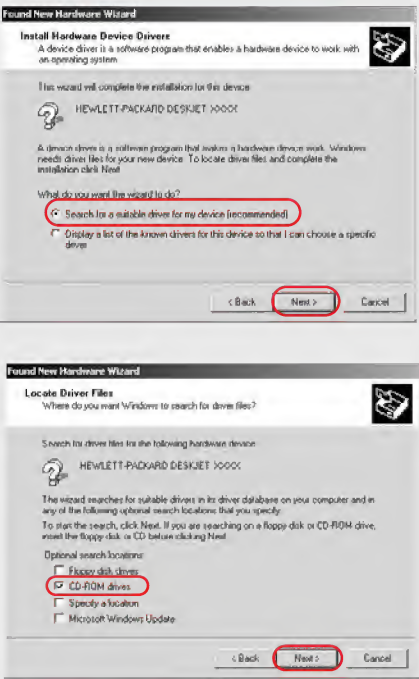 Found New Hardware Wizard
Install Hardware Device Drivers
A device driver is a software program that enables a hardware device to work with
an operating system
This wizard will complete the installation for this device
HEWLETT-PACKARD DESKJET XXXX
A device driver is a software program that makes a hardware device work. Windows
needs driver files for your new device. To locate driver files and complete the
installation click Next
What do you want the wizard to do?
Search for a suitable driver for my device (recommended)
Display a list of the known drivers for this device so that I can choose a specific
driver
< Back
Next >
Cancel
Found New Hardware Wizard
Locate Driver Files
Where do you want Windows to search for driver files?
Search for driver files for the following hardware device
HEWLETT-PACKARD DESKJET XXXX
The wizard searches for suitable drivers in its driver database on your computer and in
any of the following optional search locations that you specify.
To start the search, click Next. If you are searching on a floppy disk or CD-ROM drive,
insert the floppy disk or CD before clicking Next
Optional search locations
Floppy disk drives
CD-ROM drives
Specify a location
Microsoft Windows Update
< Back
Next >
Cancel